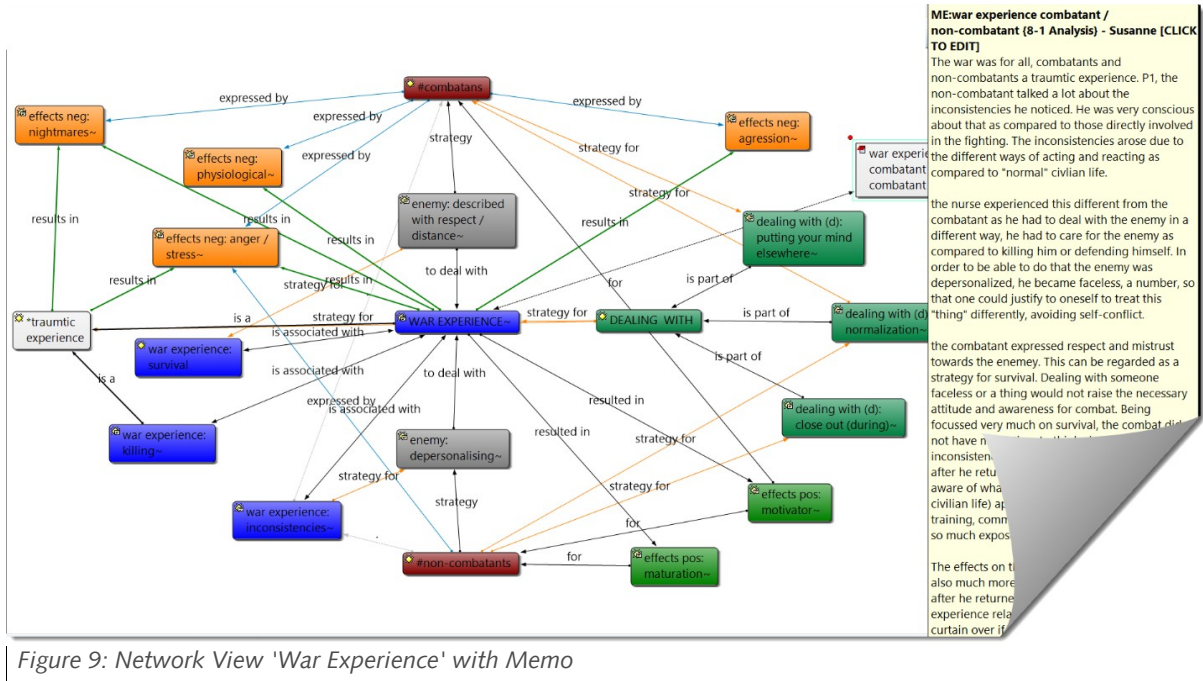 #combatans
expressed by
expressed by
expressed by
expressed by
effects neg:
nightmares~
effects neg:
physiological~
effects neg:
agression~
strategy
strategy for
strategy for
war experie
combatant
combatant
enemy: described
with respect /
distance~
dealing with (d):
putting your mind
elsewhere~
results in
results in
results in
results in
effects neg: anger /
stress~
results in
results in
results in
to deal with
strategy for
is part of
for
*traumtic
experience
is a
strategy for
WAR EXPERIENCE~
strategy for
DEALING WITH
is part of
dealing with (d)
normalization~
is associated with
war experience:
survival
is part of
is associated with
to deal with
is a
expressed by
is associated with
resulted in
dealing with (d):
close out (during)~
war experience:
killing~
enemy:
depersonalising~
resulted in
strategy for
strategy for
strategy for
strategy
effects pos:
motivator~
war experience:
inconsistencies~
for
#non-combatants
for
effects pos:
maturation~
ME:war experience combatant /
non-combatant {8-1 Analysis} - Susanne [CLICK
TO EDIT]
The war was for all, combatants and
non-combatants a traumtic experience. P1, the
non-combatant talked a lot about the
inconsistencies he noticed. He was very conscious
about that as compared to those directly involved
in the fighting. The inconsistencies arose due to
the different ways of acting and reacting as
compared to "normal" civlian life.
the nurse experienced this different from the
combatant as he had to deal with the enemy in a
different way, he had to care for the enemy as
compared to killing him or defending himself. In
order to be able to do that the enemy was
depersonalized, he became faceless, a number, so
that one could justify to oneself to treat this
"thing" differently, avoiding self-conflict.
the combatant expressed respect and mistrust
towards the enemey. This can be regarded as a
strategy for survival. Dealing with someone
faceless or a thing would not raise the necessary
attitude and awareness for combat. Being
focussed very much on survival, the combat did
not have
inconsisten
after he retu
aware of wha
civilian life) ap
training, comm
so much expos
The effects on t
also much more
after he returne
experience rela
curtain over if
Figure 9: Network View 'War Experience' with Memo